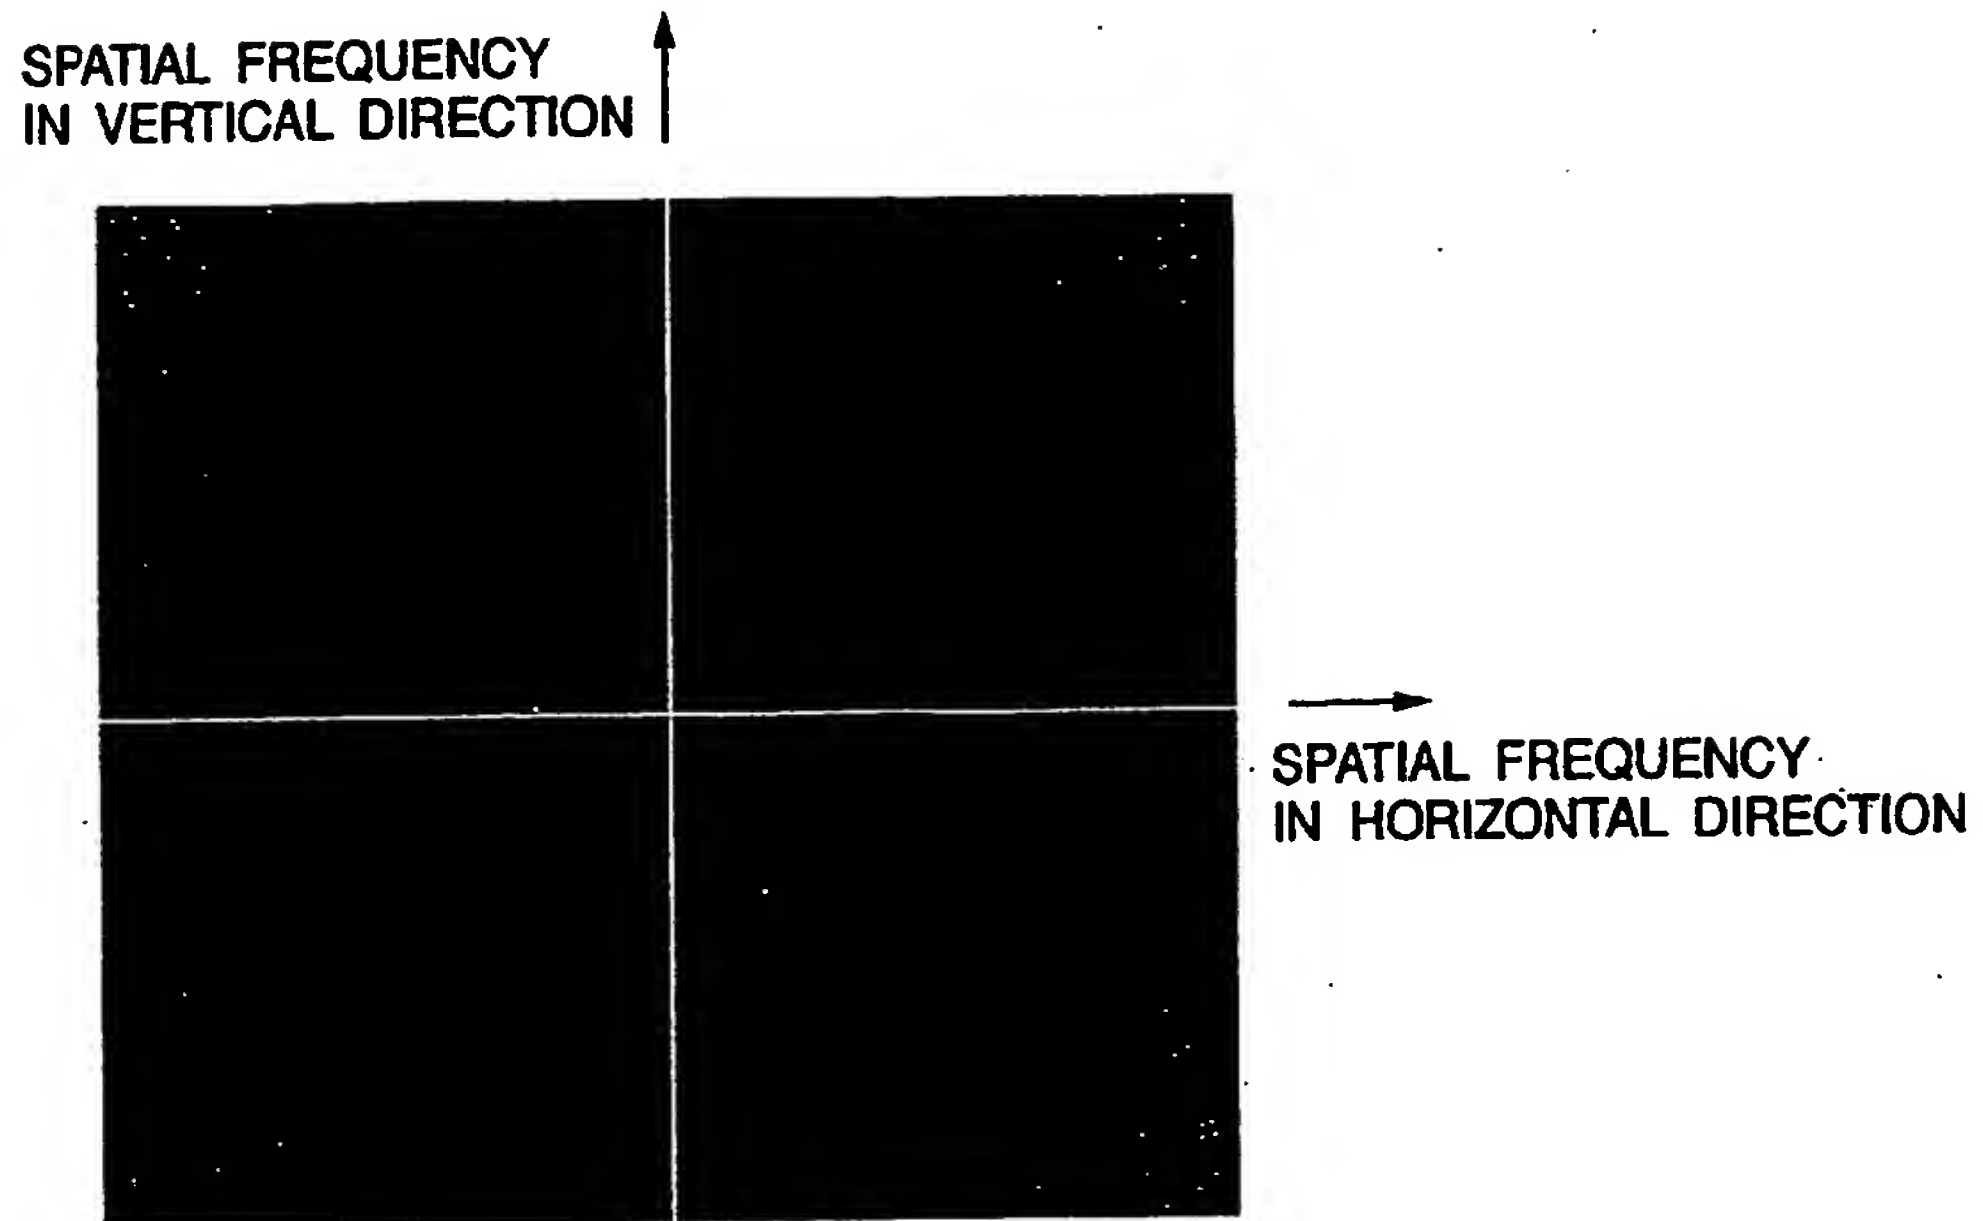 SPATIAL FREQUENCY
IN VERTICAL DIRECTION
SPATIAL FREQUENCY
IN HORIZONTAL DIRECTION